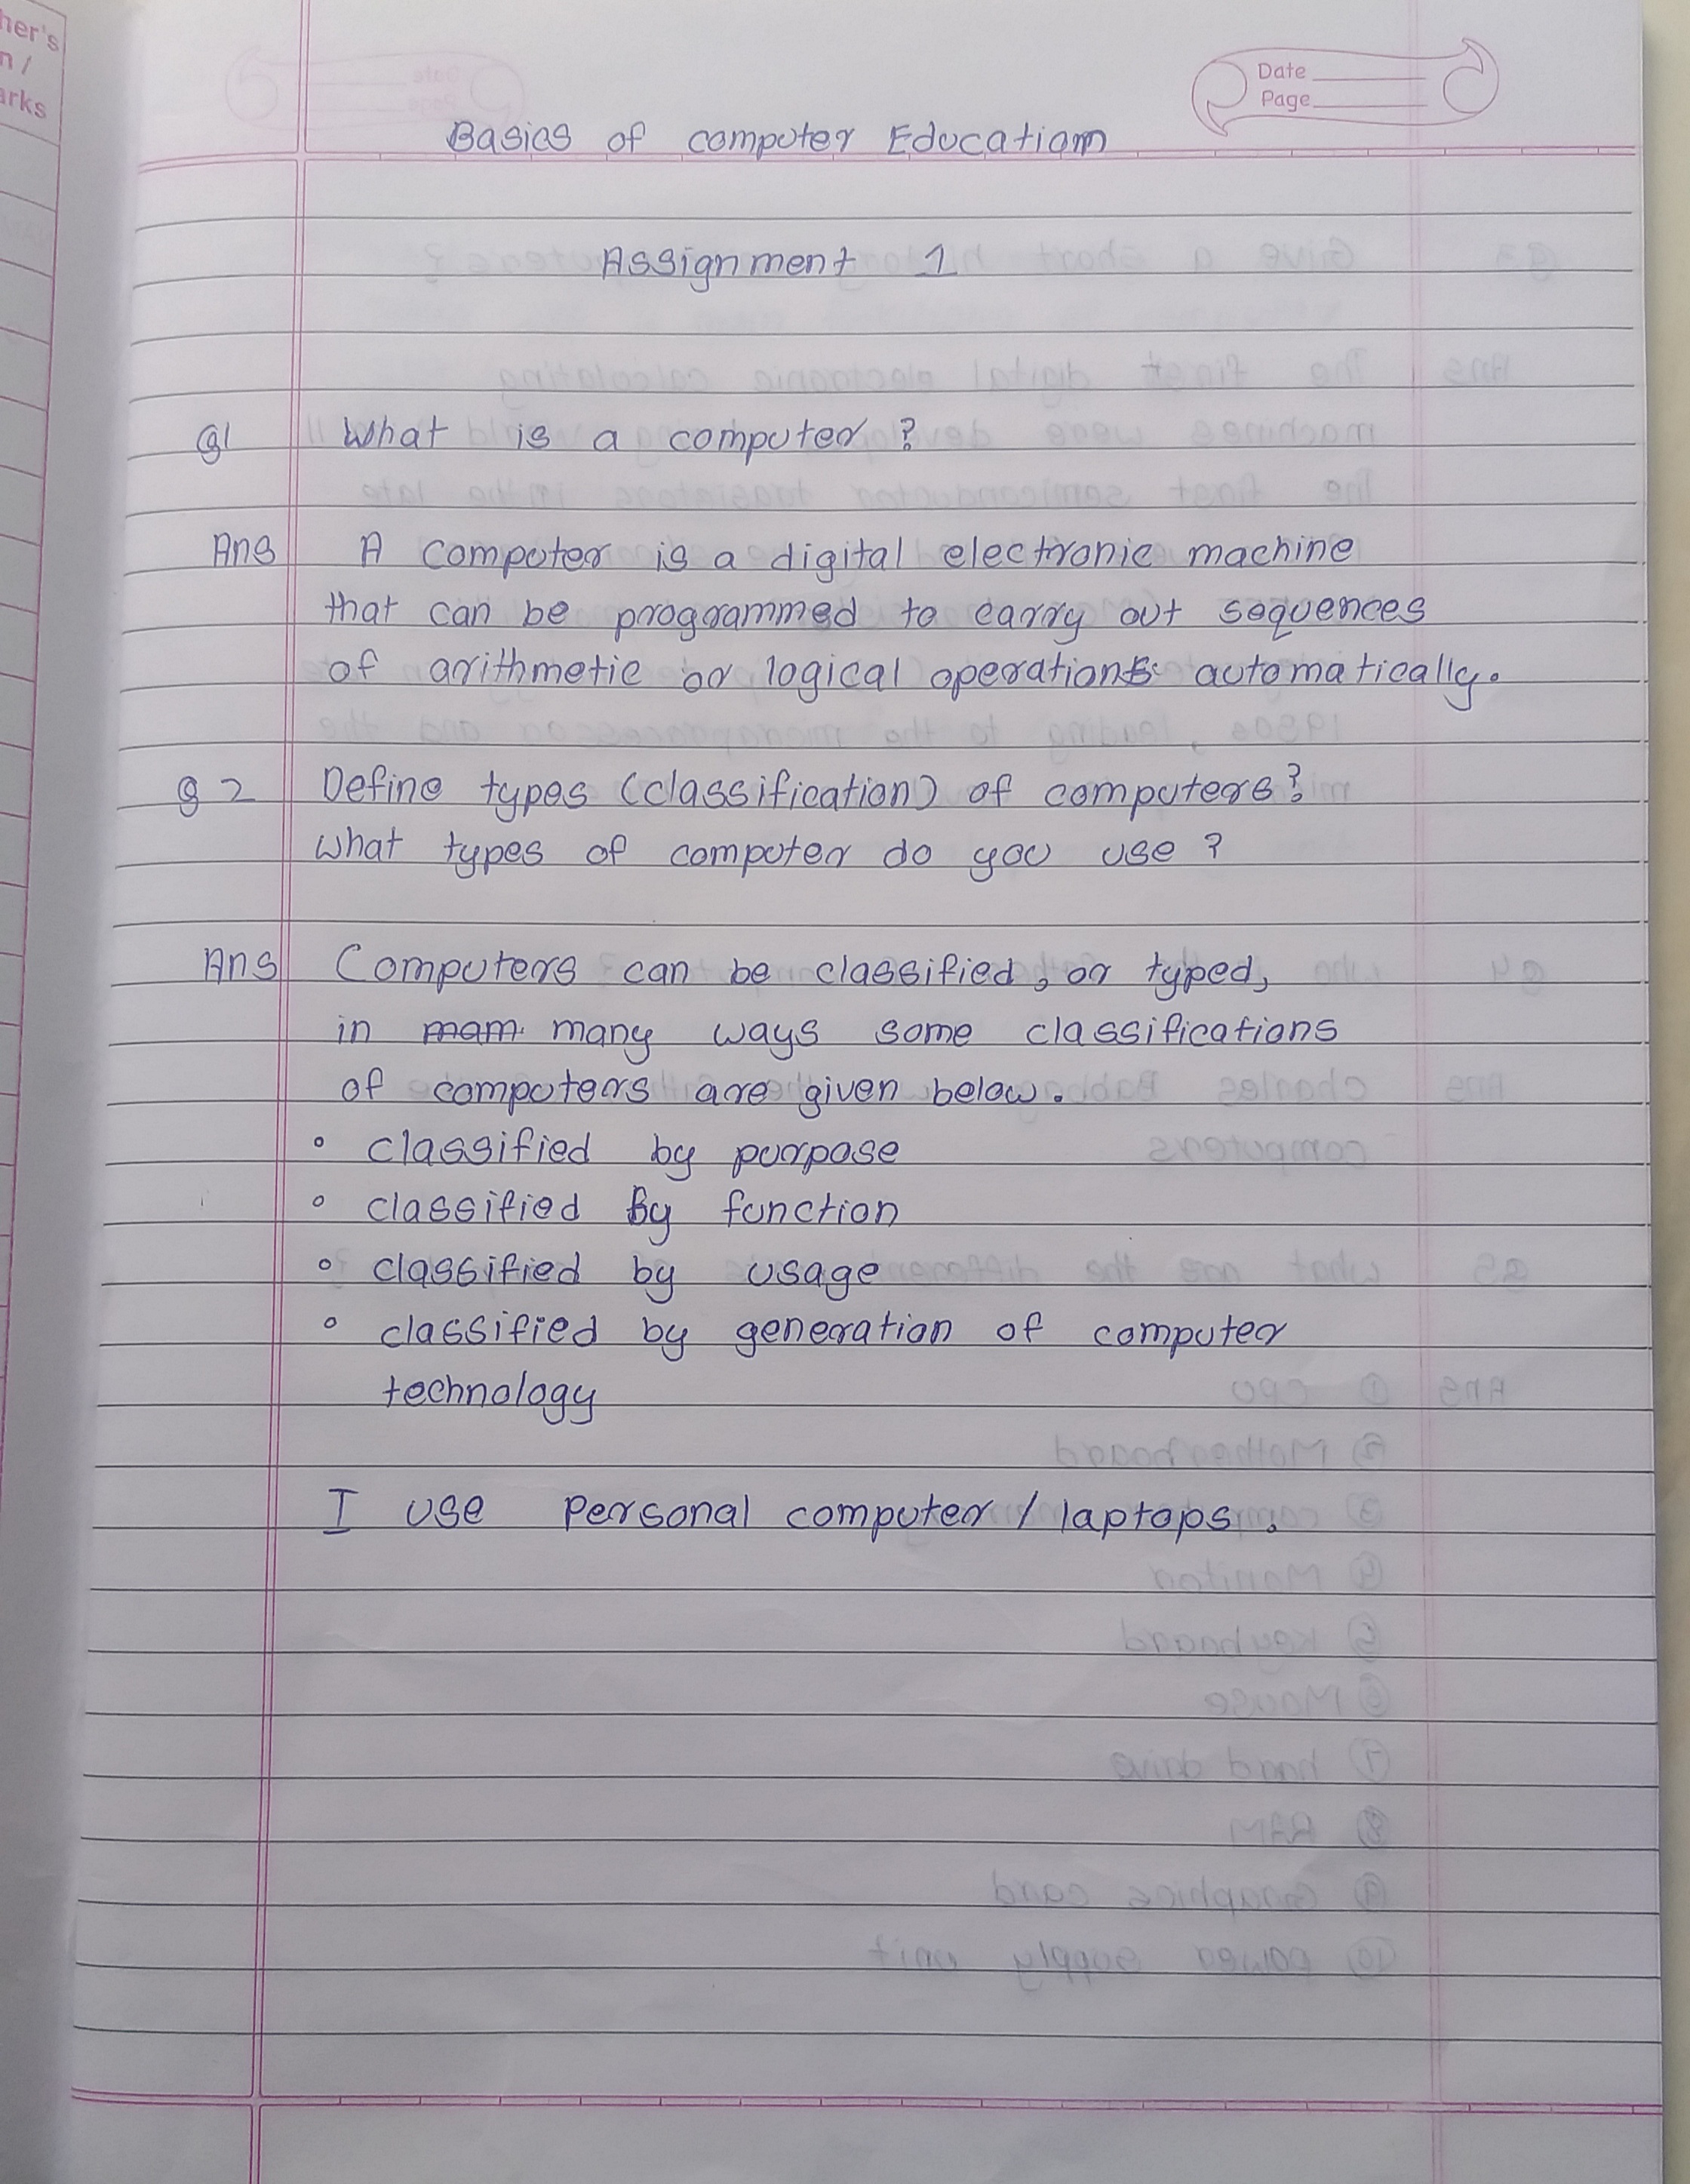 her's
n /
arks
Date
Page
Basics of computer Education
Assignment 1
Q1 What is a computer ?
Ans A computer is a digital electronic machine
that can be programmed to carry out sequences
of arithmetic or logical operations automatically.
Q 2 Define types (classification) of computers?
what types of computer do you use ?
Ans Computers can be classified, or typed,
in mam many ways some classifications
of computers are given below.
° classified by purpose
° classified By function
° classified by usage
° classified by generation of computer
technology
I use personal computer / laptops.